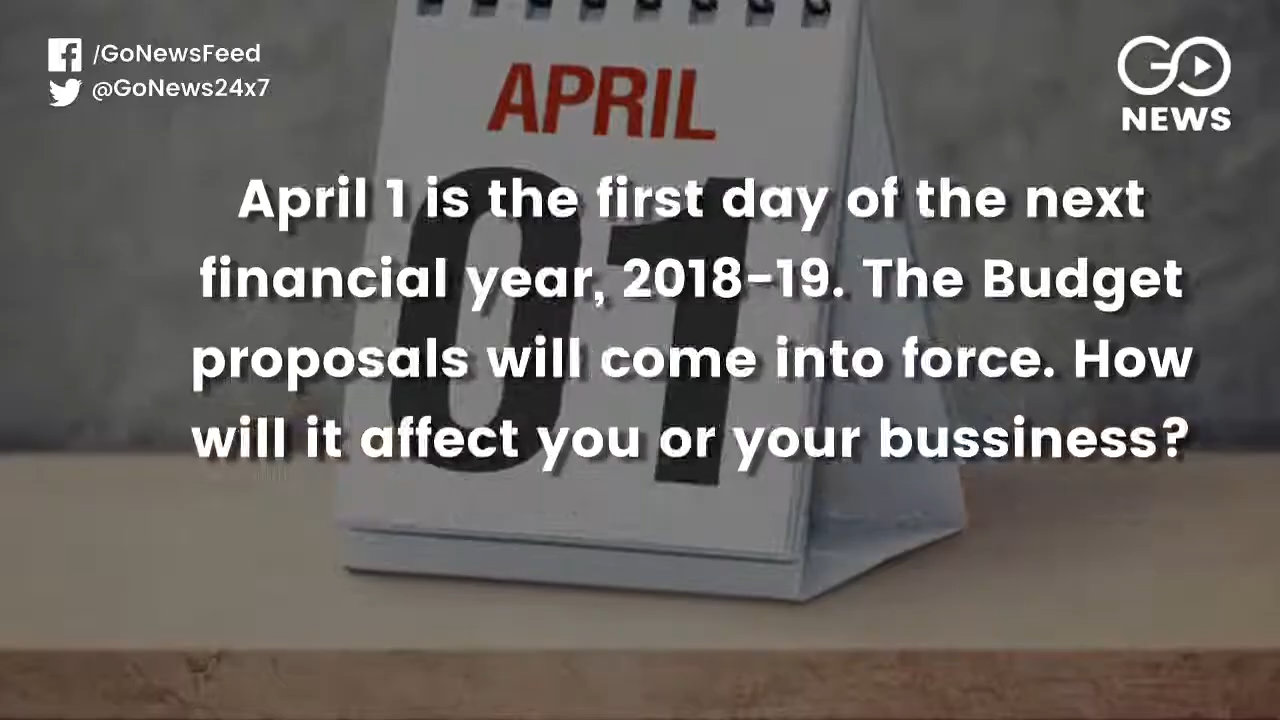 /GoNewsFeed
@GoNews24x7
GO
NEWS
APRIL
01
April 1 is the first day of the next
financial year, 2018-19. The Budget
proposals will come into force. How
will it affect you or your bussiness?